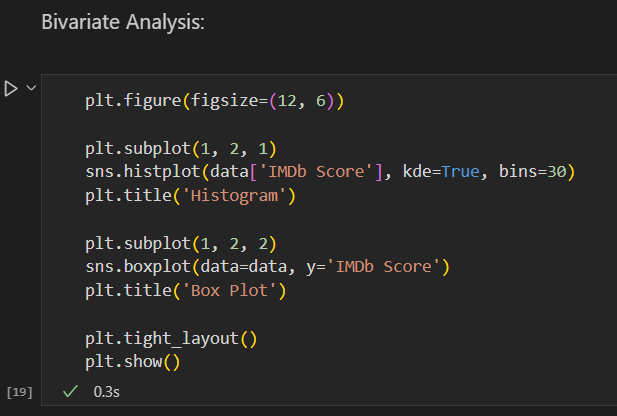 Bivariate Analysis:
plt.figure(figsize=(12, 6))
plt.subplot(1, 2, 1)
sns.histplot(data['IMDb Score'], kde=True, bins=30)
plt.title('Histogram')
plt.subplot(1, 2, 2)
sns.boxplot(data=data, y='IMDb Score')
plt.title('Box Plot')
plt.tight_layout()
plt.show()
[19] 0.3s